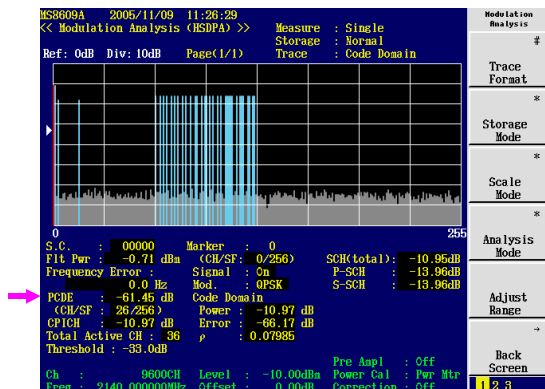 MS8609A 2005/11/09 11:26:29
<< Modulation Analysis (HSDPA) >> Measure : Single
Storage : Normal
Ref: 0dB Div: 10dB Page(1/1) Trace : Code Domain
0 255
S.C. : 00000 Marker : 0
Flt Pwr : -0.71 dBm (CH/SF: 0/256) SCH(total): -10.95dB
Frequency Error : Signal : On P-SCH : -13.96dB
0.0 Hz Mod. : QPSK S-SCH : -13.96dB
PCDE : -61.45 dB Code Domain
(CH/SF : 26/256) Power : -10.97 dB
CPICH : -10.97 dB Error : -66.17 dB
Total Active CH : 36 ρ : 0.07985
Threshold : -33.0dB
Pre Ampl : Off
Ch : 9600CH Level : -10.00dBm Power Cal : Pwr Mtr
Freq : 2140.000000MHz Offset : 0.00dB Correction : Off
Modulation
Analysis
#
Trace
Format
*
Storage
Mode
*
Scale
Mode
*
Analysis
Mode
Adjust
Range
→
Back
Screen
1 2 3